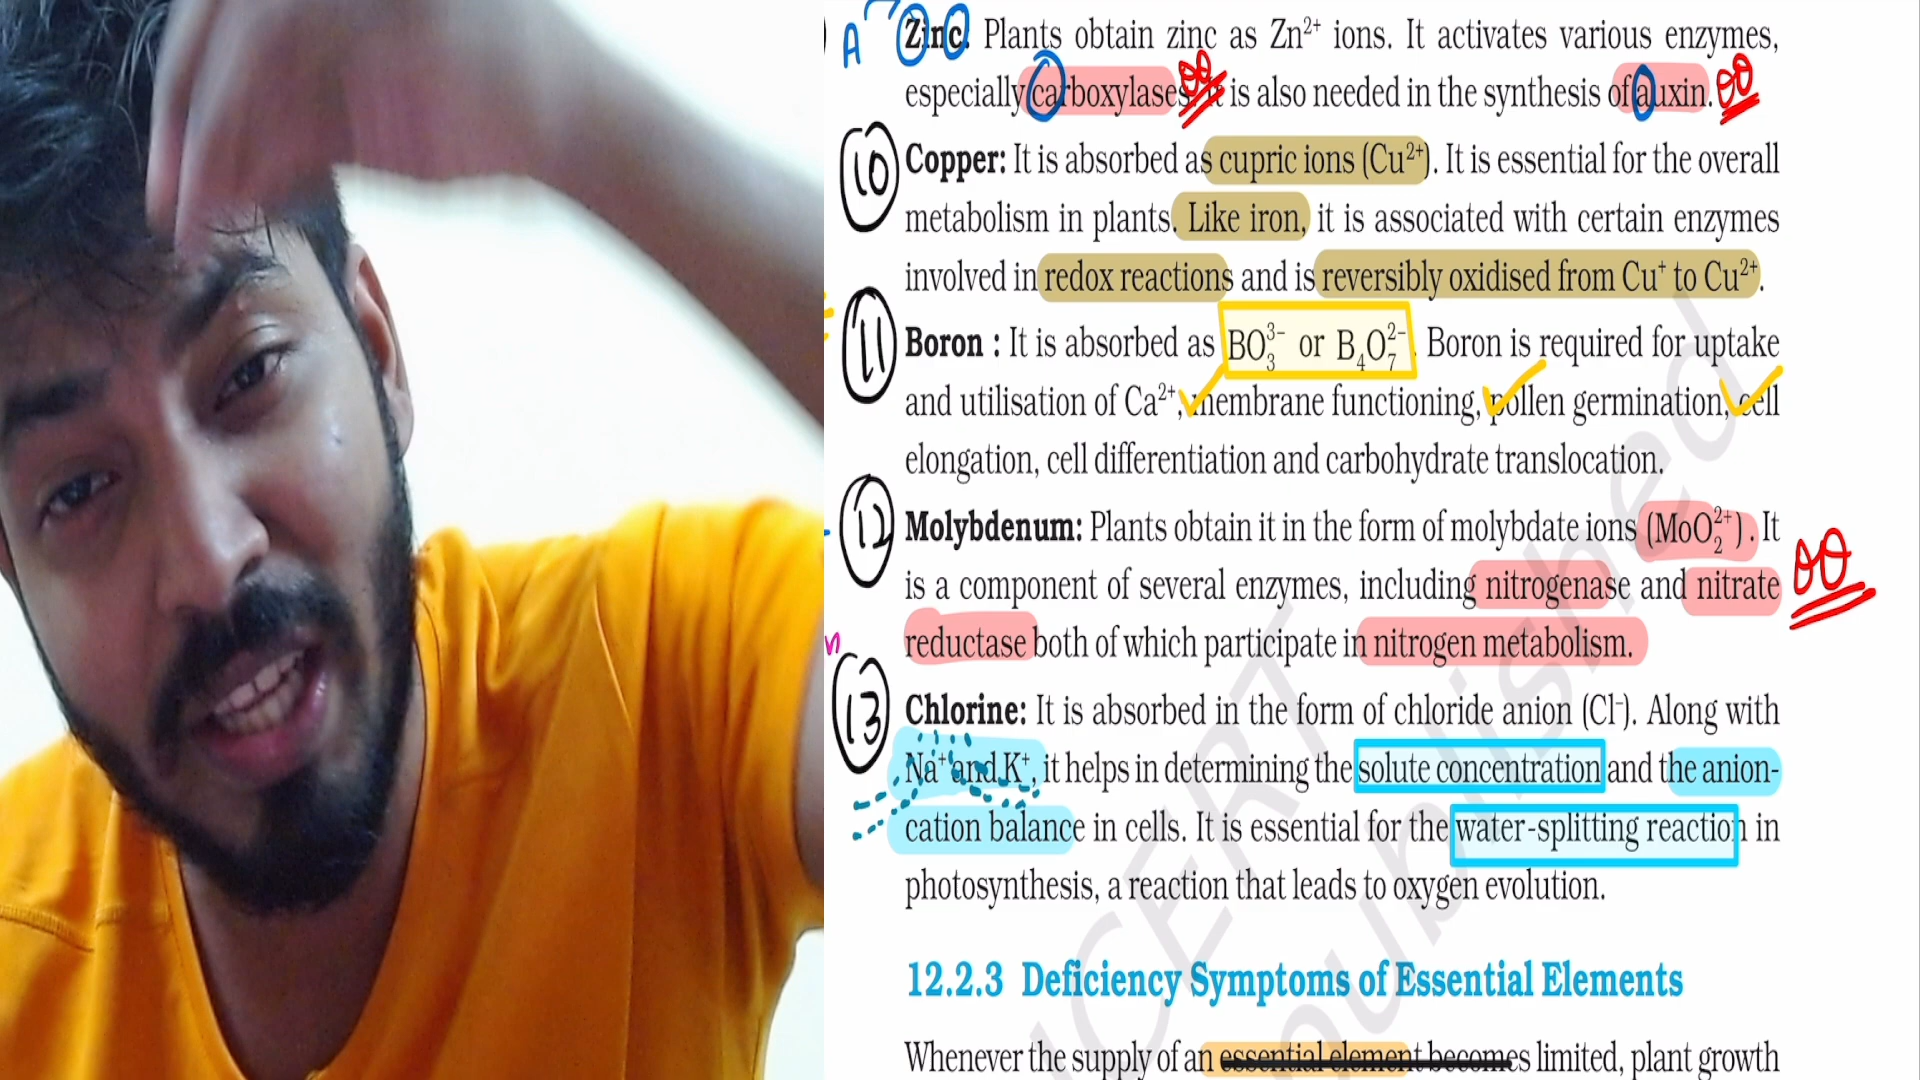 A
Zinc: Plants obtain zinc as Zn²⁺ ions. It activates various enzymes,
especially carboxylases. It is also needed in the synthesis of auxin.
10
Copper: It is absorbed as cupric ions (Cu²⁺). It is essential for the overall
metabolism in plants. Like iron, it is associated with certain enzymes
involved in redox reactions and is reversibly oxidised from Cu⁺ to Cu²⁺.
11
Boron : It is absorbed as BO₃³⁻ or B₄O₇²⁻. Boron is required for uptake
and utilisation of Ca²⁺, membrane functioning, pollen germination, cell
elongation, cell differentiation and carbohydrate translocation.
12
Molybdenum: Plants obtain it in the form of molybdate ions (MoO₂²⁺). It
is a component of several enzymes, including nitrogenase and nitrate
reductase both of which participate in nitrogen metabolism.
n
13
Chlorine: It is absorbed in the form of chloride anion (Cl⁻). Along with
Na⁺ and K⁺, it helps in determining the solute concentration and the anion-
cation balance in cells. It is essential for the water-splitting reaction in
photosynthesis, a reaction that leads to oxygen evolution.
12.2.3 Deficiency Symptoms of Essential Elements
Whenever the supply of an essential element becomes limited, plant growth